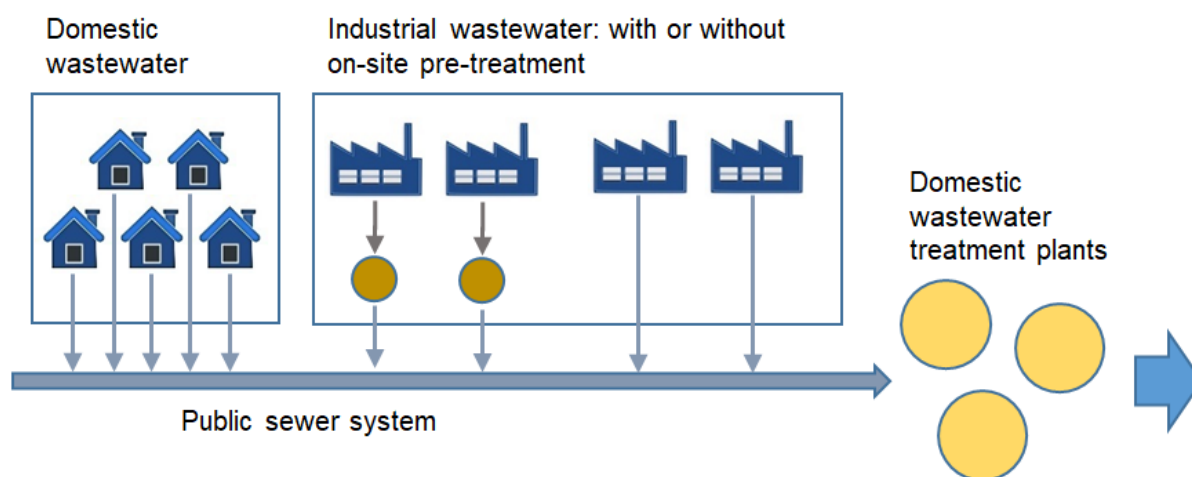 Domestic
wastewater
Industrial wastewater: with or without
on-site pre-treatment
Domestic
wastewater
treatment plants
Public sewer system